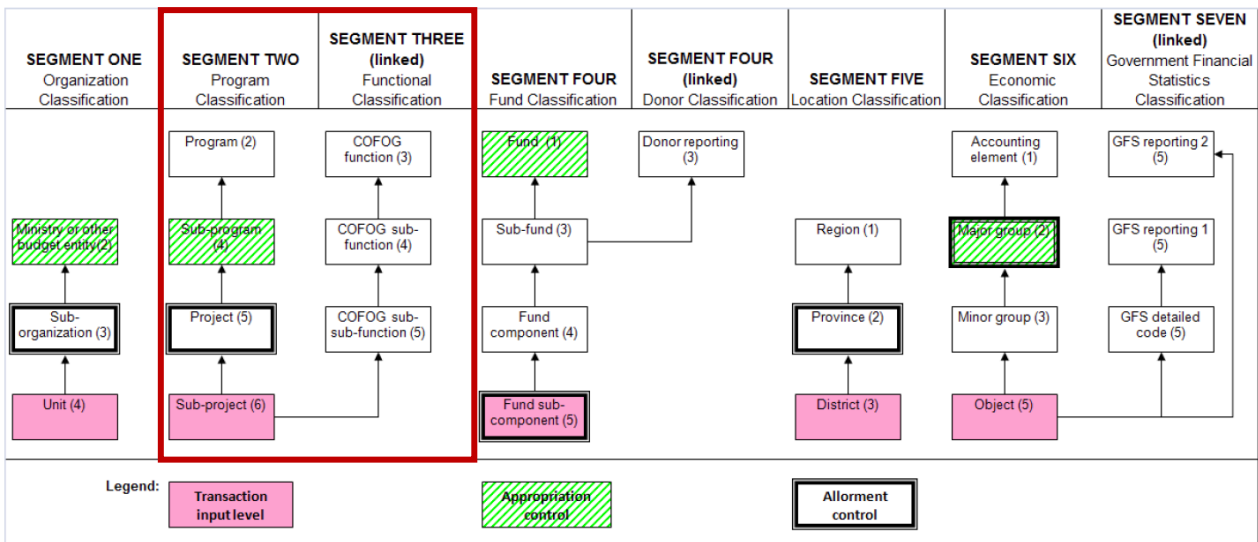 SEGMENT ONE
Organization
Classification
SEGMENT TWO
Program
Classification
SEGMENT THREE
(linked)
Functional
Classification
SEGMENT FOUR
Fund Classification
SEGMENT FOUR
(linked)
Donor Classification
SEGMENT FIVE
Location Classification
SEGMENT SIX
Economic
Classification
SEGMENT SEVEN
(linked)
Government Financial
Statistics
Classification
Program (2)
COFOG
function (3)
Fund (1)
Donor reporting
(3)
Accounting
element (1)
GFS reporting 2
(5)
Ministry or other
budget entity(2)
Sub-program
(4)
COFOG sub-
function (4)
Sub-fund (3)
Region (1)
Major group (2)
GFS reporting 1
(5)
Sub-
organization (3)
Project (5)
COFOG sub-
sub-function (5)
Fund
component (4)
Province (2)
Minor group (3)
GFS detailed
code (5)
Unit (4)
Sub-project (6)
Fund sub-
component (5)
District (3)
Object (5)
Legend:
Transaction
input level
Appropriation
control
Allorment
control